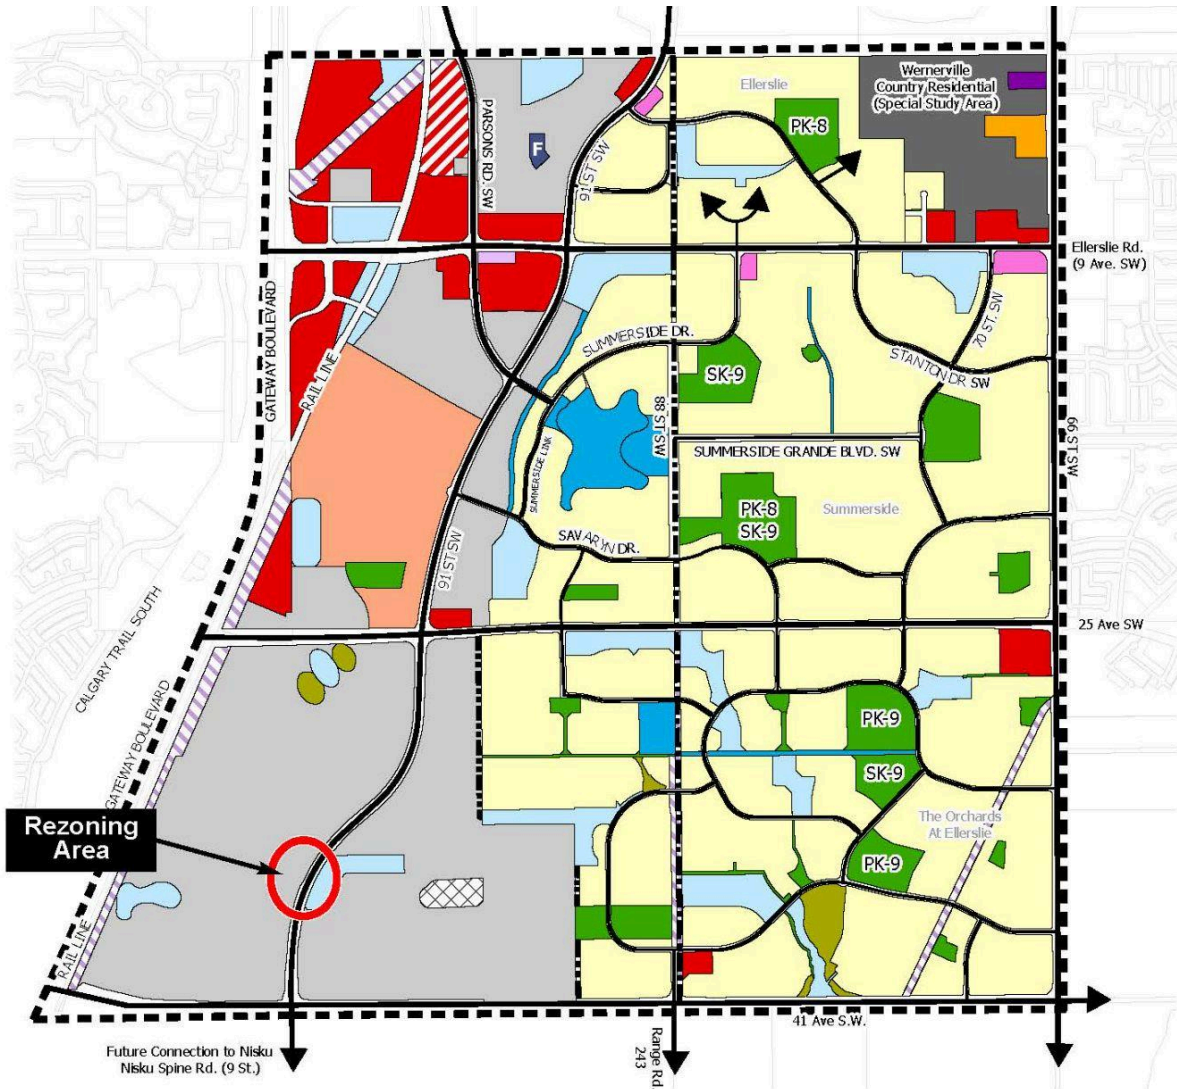 Ellerslie
Wernerville
Country Residential
(Special Study Area)
PK-8
F
PARSONS RD. SW
91 ST SW
Ellerslie Rd.
(9 Ave. SW)
GATEWAY BOULEVARD
RAIL LINE
SUMMERSIDE DR.
70 ST. SW
STANTON DR SW
SK-9
88 ST SW
66 ST SW
SUMMERSIDE GRANDE BLVD. SW
SUMMERSIDE LINK
PK-8
SK-9
Summerside
SAVARYN DR.
91 ST SW
25 Ave SW
CALGARY TRAIL SOUTH
GATEWAY BOULEVARD
PK-9
SK-9
The Orchards
At Ellerslie
PK-9
Rezoning
Area
RAIL LINE
41 Ave S.W.
Future Connection to Nisku
Nisku Spine Rd. (9 St.)
Range Rd.
243